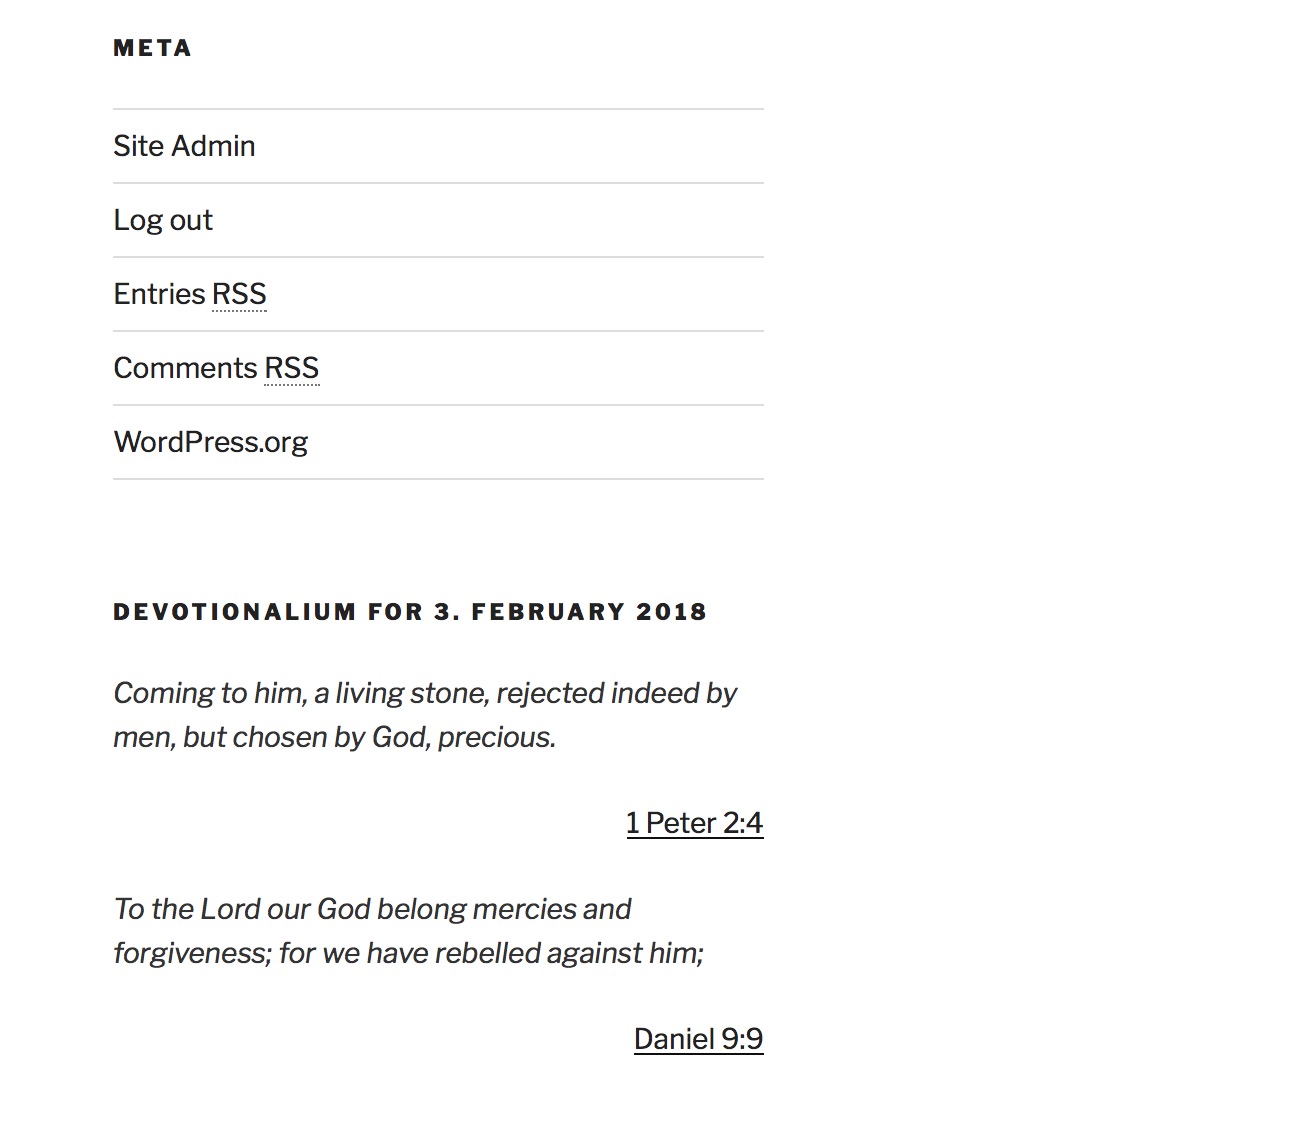 META
Site Admin
Log out
Entries RSS
Comments RSS
WordPress.org
DEVOTIONALIUM FOR 3. FEBRUARY 2018
Coming to him, a living stone, rejected indeed by
men, but chosen by God, precious.
1 Peter 2:4
To the Lord our God belong mercies and
forgiveness; for we have rebelled against him;
Daniel 9:9